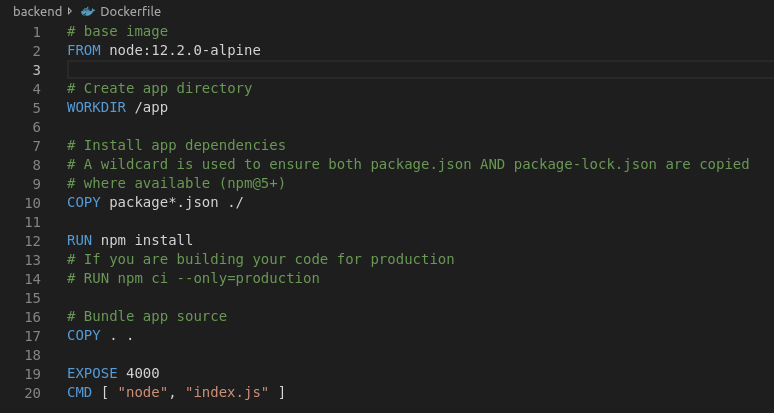 backend Dockerfile
1 # base image
2 FROM node:12.2.0-alpine
3
4 # Create app directory
5 WORKDIR /app
6
7 # Install app dependencies
8 # A wildcard is used to ensure both package.json AND package-lock.json are copied
9 # where available (npm@5+)
10 COPY package*.json ./
11
12 RUN npm install
13 # If you are building your code for production
14 # RUN npm ci --only=production
15
16 # Bundle app source
17 COPY . .
18
19 EXPOSE 4000
20 CMD [ "node", "index.js" ]